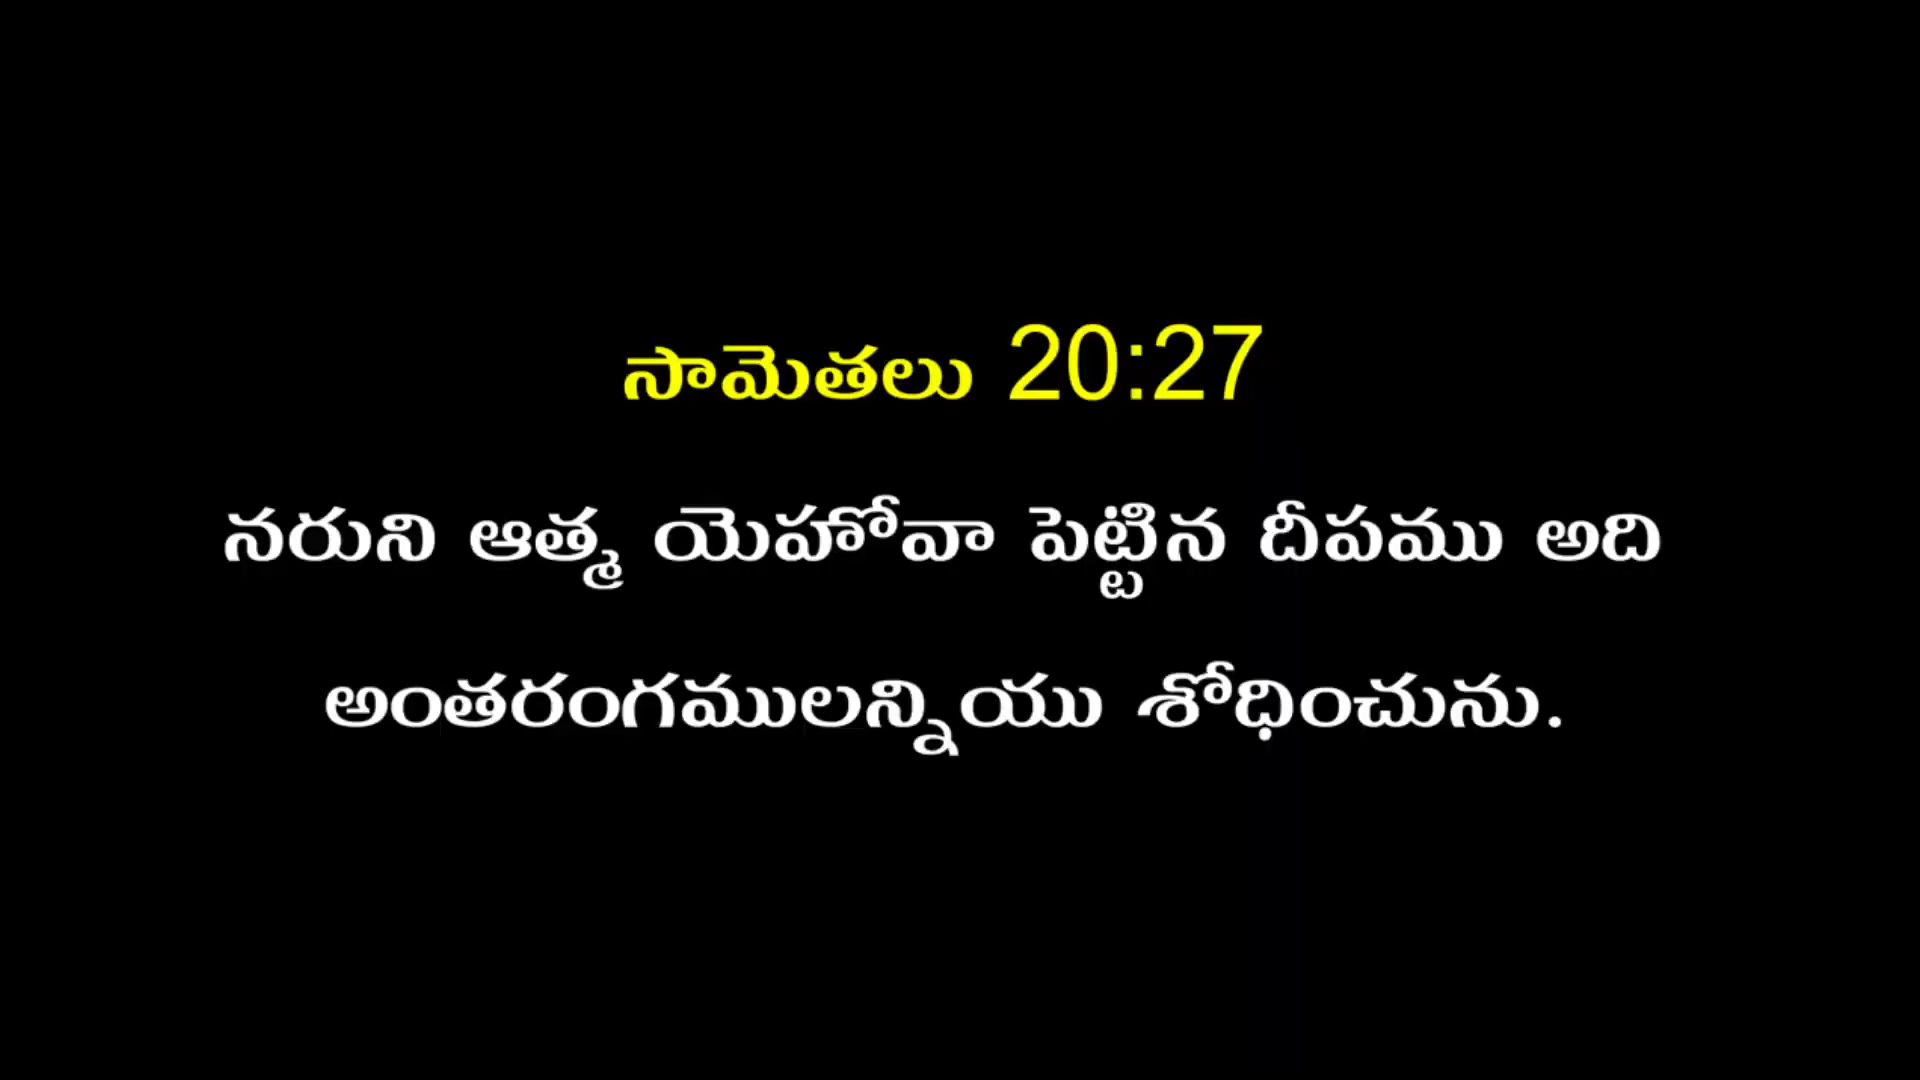 సామెతలు 20:27
నరుని ఆత్మ యెహోవా పెట్టిన దీపము అది
అంతరంగములన్నియు శోధించును.